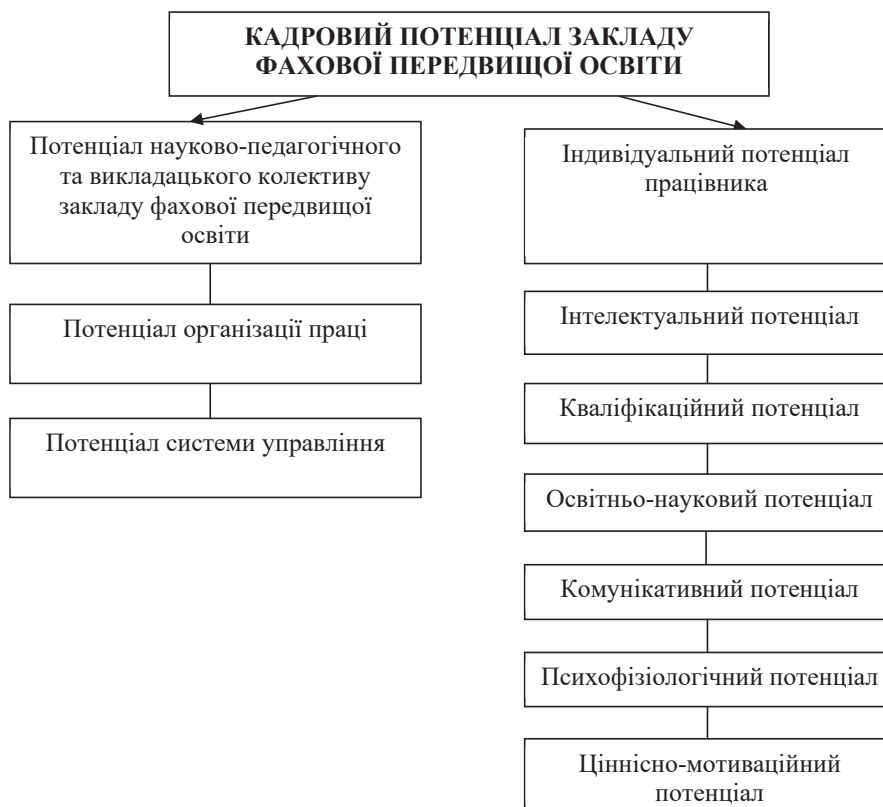 КАДРОВИЙ ПОТЕНЦІАЛ ЗАКЛАДУ
ФАХОВОЇ ПЕРЕДВИЩОЇ ОСВІТИ
Потенціал науково-педагогічного
та викладацького колективу
закладу фахової передвищої
освіти
Потенціал організації праці
Потенціал системи управління
Індивідуальний потенціал
працівника
Інтелектуальний потенціал
Кваліфікаційний потенціал
Освітньо-науковий потенціал
Комунікативний потенціал
Психофізіологічний потенціал
Ціннісно-мотиваційний
потенціал